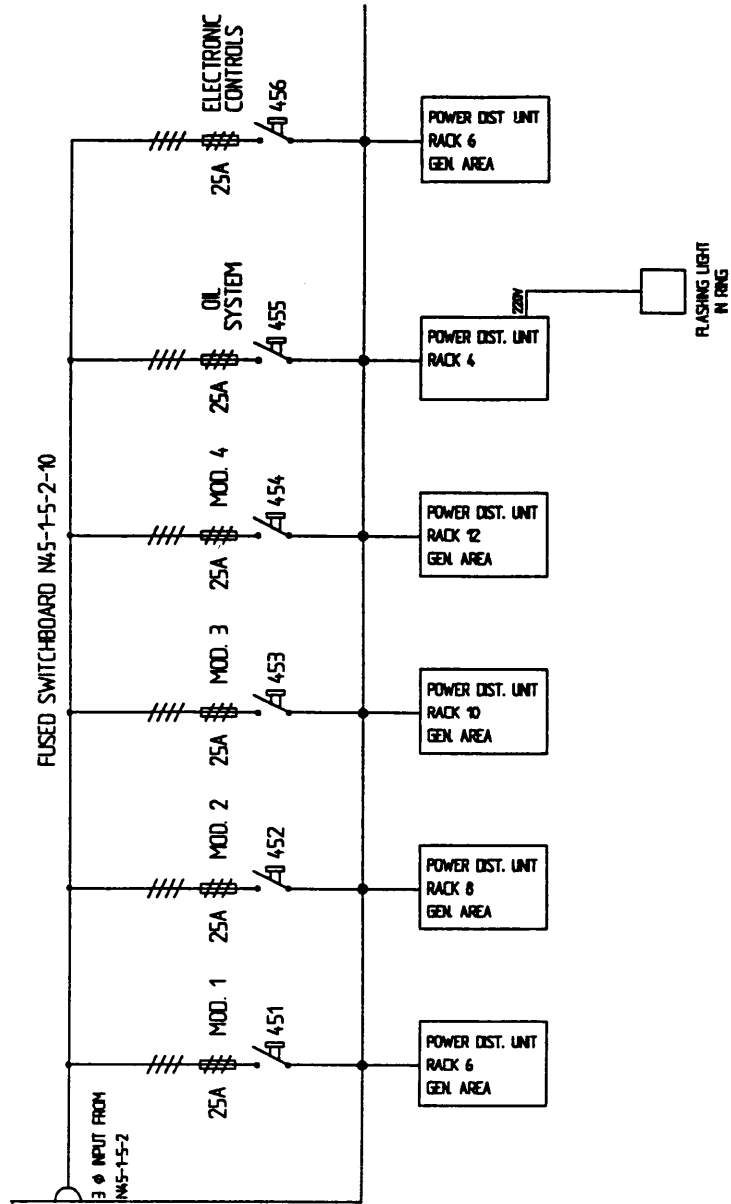 FUSED SWITCHBOARD N45-1-5-2-10
3 Φ INPUT FROM
N45-1-5-2
25A
MOD. 1
451
POWER DIST. UNIT
RACK 6
GEN. AREA
25A
MOD. 2
452
POWER DIST. UNIT
RACK 8
GEN. AREA
25A
MOD. 3
453
POWER DIST. UNIT
RACK 10
GEN. AREA
25A
MOD. 4
454
POWER DIST. UNIT
RACK 12
GEN. AREA
25A
OIL
SYSTEM
455
POWER DIST. UNIT
RACK 4
220V
FLASHING LIGHT
IN RING
25A
ELECTRONIC
CONTROLS
456
POWER DIST UNIT
RACK 6
GEN. AREA